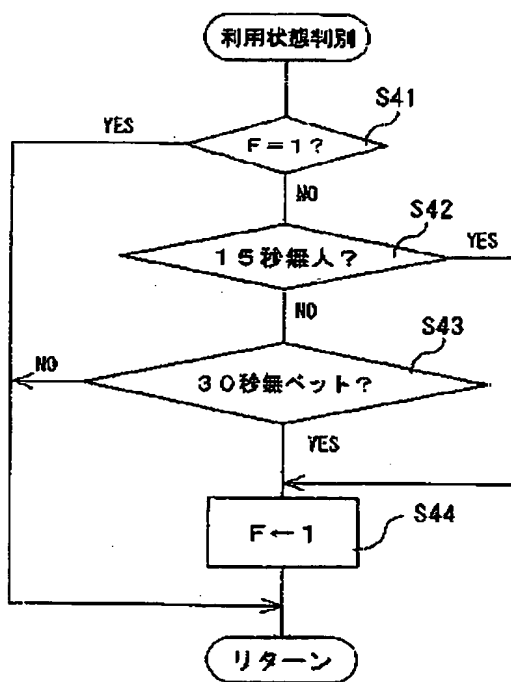 利用状態判別
S41
YES
F=1?
NO
S42
15秒無人?
YES
NO
S43
NO
30秒無ベット?
YES
S44
F←1
リターン